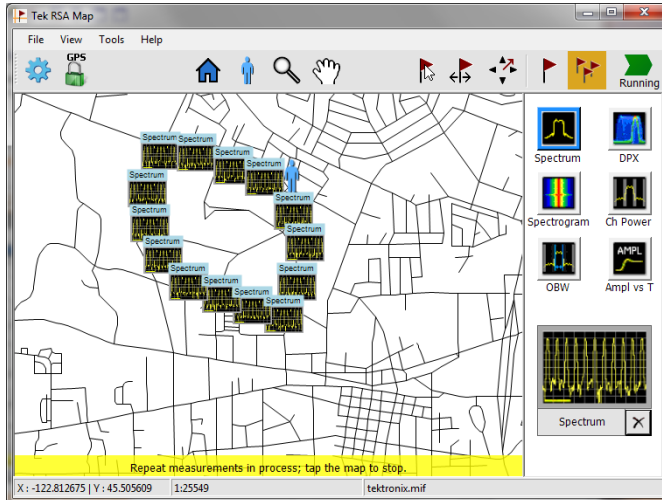 Tek RSA Map
File View Tools Help
GPS
Running
Spectrum
Spectrum
Spectrum
Spectrum
Spectrum
Spectrum
Spectrum
Spectrum
Spectrum
Spectrum
Spectrum
Spectrum
Spectrum
Spectrum
Spectrum DPX
Spectrogram Ch Power
AMPL
OBW Ampl vs T
Spectrum
Repeat measurements in process; tap the map to stop.
X : -122.812675 | Y : 45.505609 1:25549 tektronix.mif